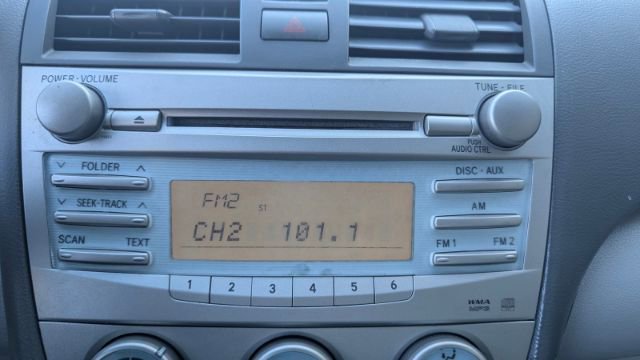 POWER · VOLUME
TUNE · FILE
PUSH
AUDIO CTRL
FOLDER
DISC · AUX
FM2
ST
SEEK · TRACK
AM
CH2 101.1
SCAN TEXT
FM 1 FM 2
1 2 3 4 5 6
WMA
MP3